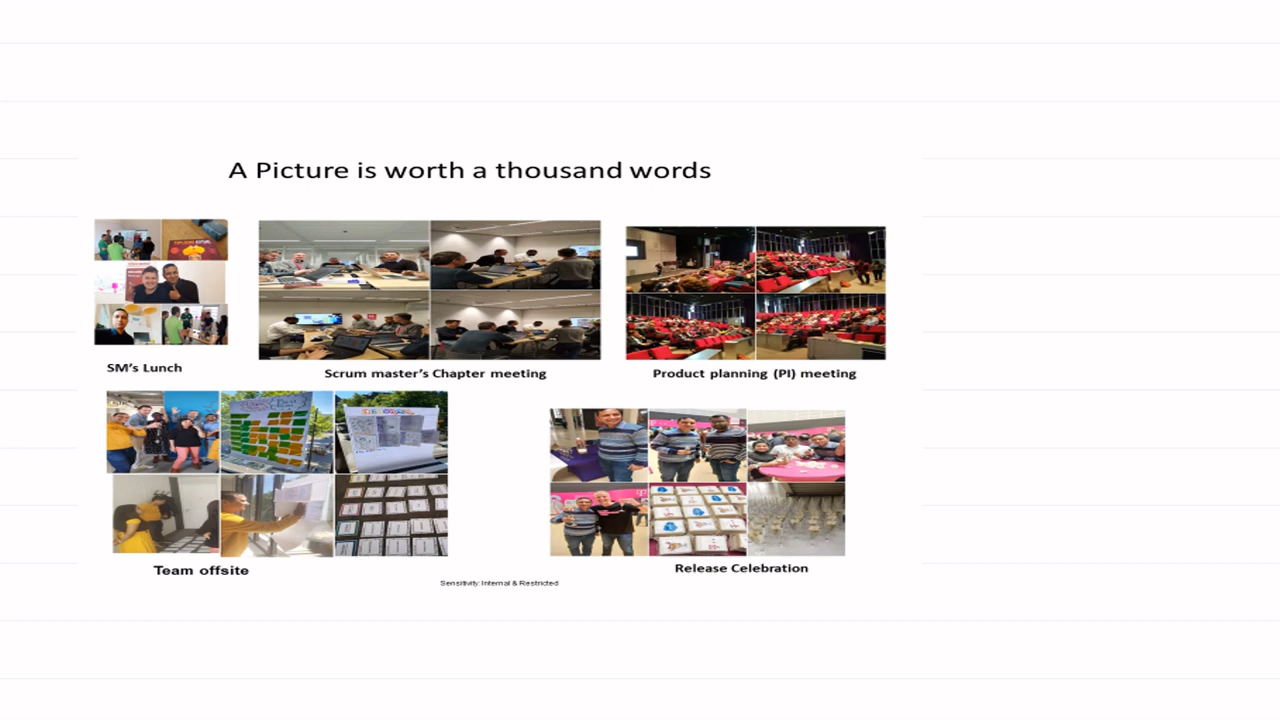 A Picture is worth a thousand words
SM's Lunch
Scrum master's Chapter meeting
Product planning (PI) meeting
Team offsite
Release Celebration
Sensitivity: Internal & Restricted